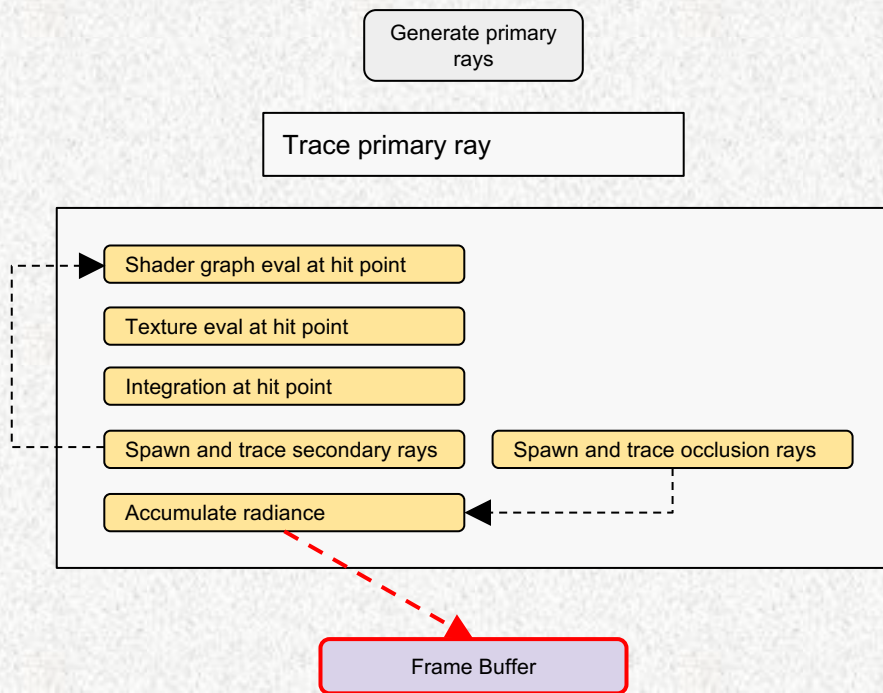 Generate primary
rays
Trace primary ray
Shader graph eval at hit point
Texture eval at hit point
Integration at hit point
Spawn and trace secondary rays
Spawn and trace occlusion rays
Accumulate radiance
Frame Buffer